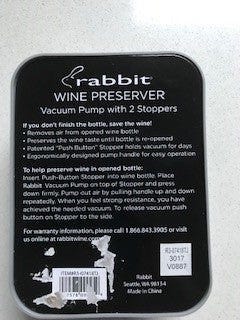 rabbit
WINE PRESERVER
Vacuum Pump with 2 Stoppers
If you don't finish the bottle, save the wine!
• Removes air from opened wine bottle
• Preserves the wine taste until bottle is re-opened
• Patented "Push Button" Stopper holds vacuum for days
• Ergonomically designed pump handle for easy operation
To help preserve wine in opened bottle:
Insert Push-Button Stopper into wine bottle. Place
Rabbit Vacuum Pump on top of Stopper and press
down firmly. Pump out air by pulling handle up and down
repeatedly. When you feel strong resistance, you have
achieved the needed vacuum. To release vacuum push
button on Stopper to the side.
For warranty information, please call 1.866.843.3905 or visit
us online at rabbitwine.com.
3017
V0887
Rabbit
Seattle, WA 98134
Made in China